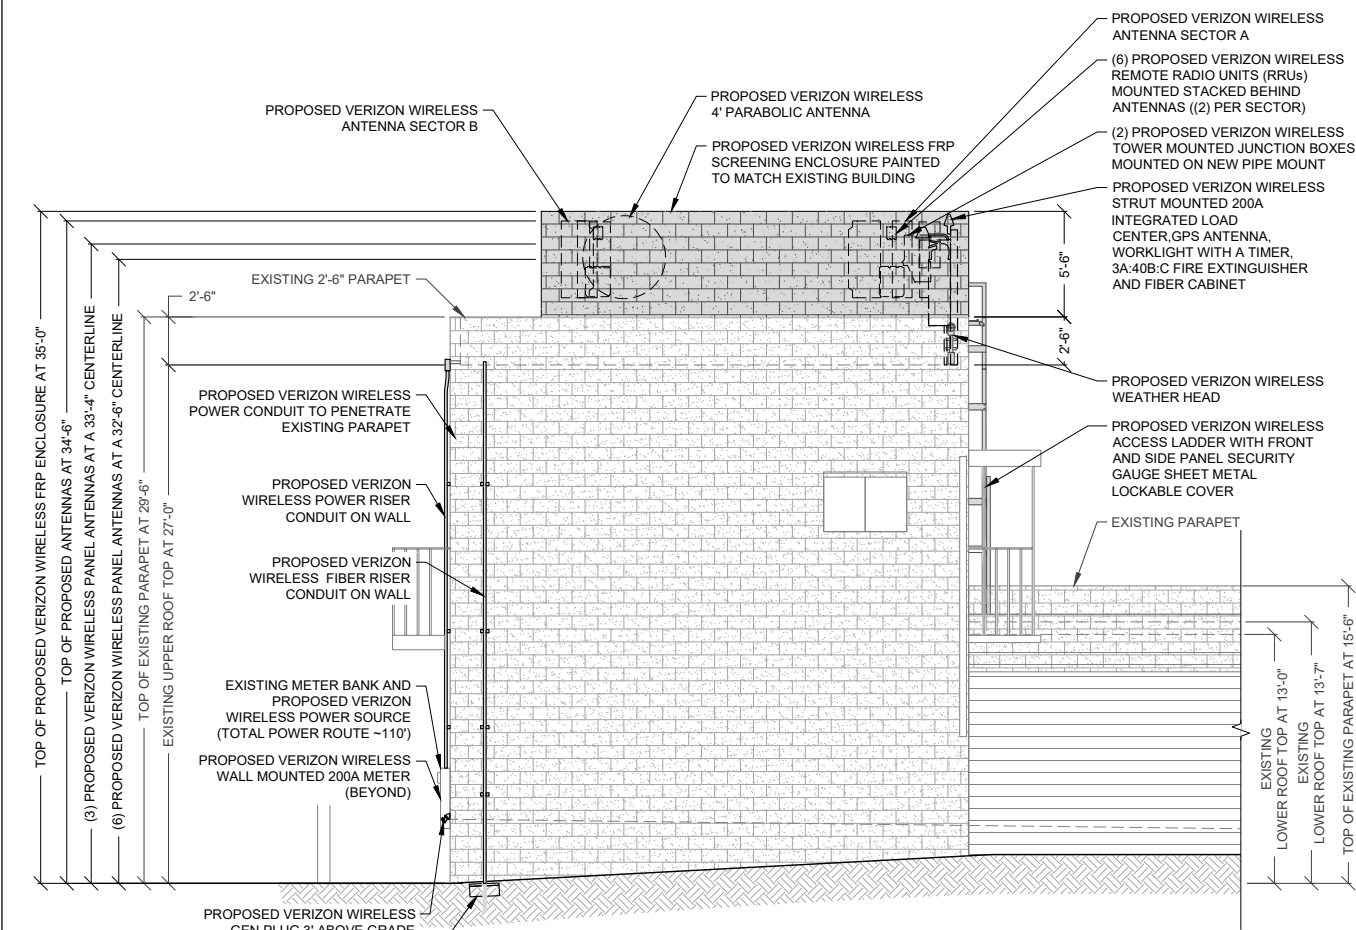 PROPOSED VERIZON WIRELESS
ANTENNA SECTOR A
(6) PROPOSED VERIZON WIRELESS
REMOTE RADIO UNITS (RRUs)
MOUNTED STACKED BEHIND
ANTENNAS ((2) PER SECTOR)
(2) PROPOSED VERIZON WIRELESS
TOWER MOUNTED JUNCTION BOXES
MOUNTED ON NEW PIPE MOUNT
PROPOSED VERIZON WIRELESS
STRUT MOUNTED 200A
INTEGRATED LOAD
CENTER,GPS ANTENNA,
WORKLIGHT WITH A TIMER,
3A:40B:C FIRE EXTINGUISHER
AND FIBER CABINET
PROPOSED VERIZON WIRELESS
4' PARABOLIC ANTENNA
PROPOSED VERIZON WIRELESS FRP
SCREENING ENCLOSURE PAINTED
TO MATCH EXISTING BUILDING
PROPOSED VERIZON WIRELESS
ANTENNA SECTOR B
EXISTING 2'-6" PARAPET
2'-6"
5'-6"
2'-6"
TOP OF PROPOSED VERIZON WIRELESS FRP ENCLOSURE AT 35'-0"
TOP OF PROPOSED ANTENNAS AT 34'-6"
(3) PROPOSED VERIZON WIRELESS PANEL ANTENNAS AT A 33'-4" CENTERLINE
(6) PROPOSED VERIZON WIRELESS PANEL ANTENNAS AT A 32'-6" CENTERLINE
TOP OF EXISTING PARAPET AT 29'-6"
EXISTING UPPER ROOF TOP AT 27'-0"
PROPOSED VERIZON WIRELESS
POWER CONDUIT TO PENETRATE
EXISTING PARAPET
PROPOSED VERIZON
WIRELESS POWER RISER
CONDUIT ON WALL
PROPOSED VERIZON
WIRELESS FIBER RISER
CONDUIT ON WALL
EXISTING METER BANK AND
PROPOSED VERIZON
WIRELESS POWER SOURCE
(TOTAL POWER ROUTE ~110')
PROPOSED VERIZON WIRELESS
WALL MOUNTED 200A METER
(BEYOND)
PROPOSED VERIZON WIRELESS
GEN PLUG 3' ABOVE GRADE
PROPOSED VERIZON WIRELESS
WEATHER HEAD
PROPOSED VERIZON WIRELESS
ACCESS LADDER WITH FRONT
AND SIDE PANEL SECURITY
GAUGE SHEET METAL
LOCKABLE COVER
EXISTING PARAPET
EXISTING
LOWER ROOF TOP AT 13'-0"
EXISTING
LOWER ROOF TOP AT 13'-7"
TOP OF EXISTING PARAPET AT 15'-6"